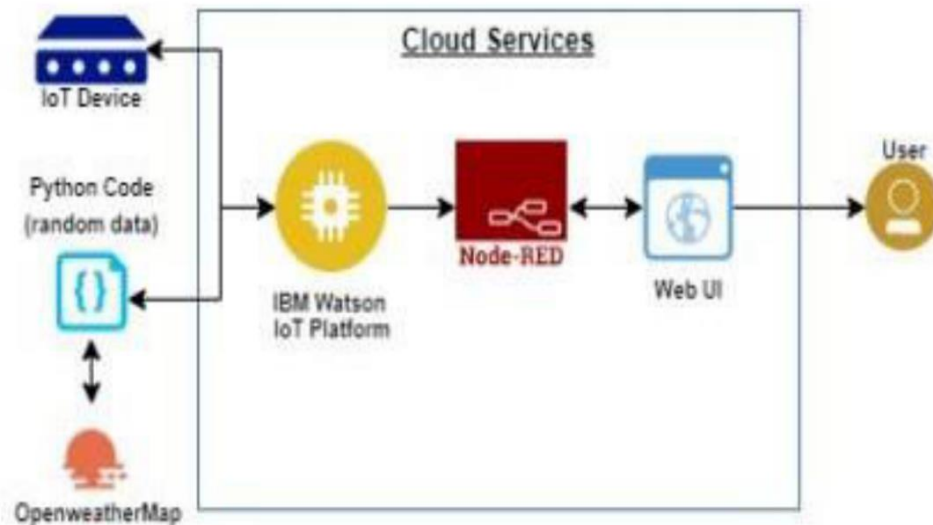 Cloud Services
IoT Device
Python Code
(random data)
User
Node-RED
IBM Watson
IoT Platform
Web UI
OpenweatherMap